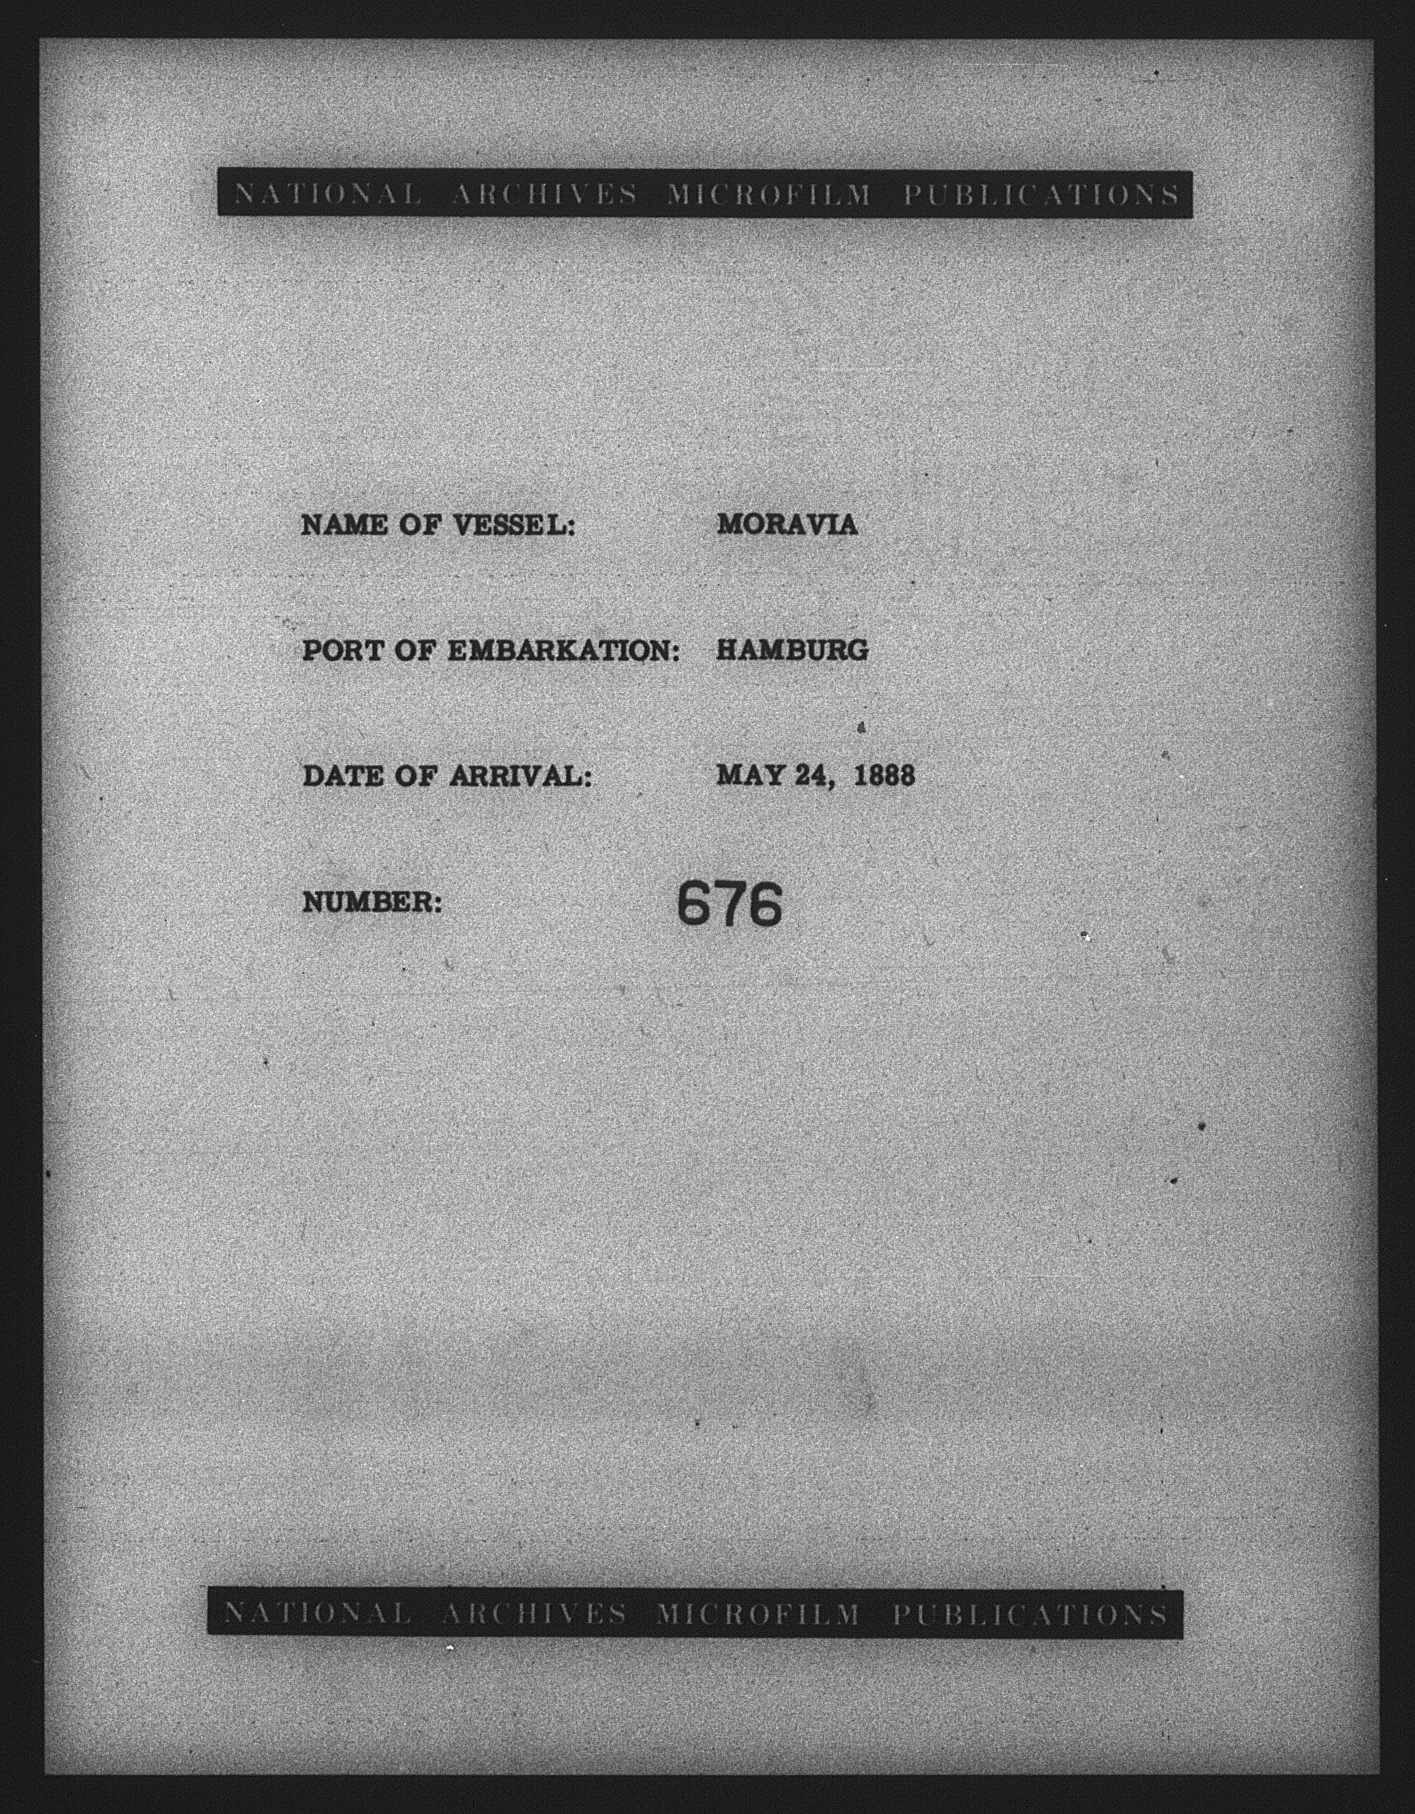 NATIONAL ARCHIVES MICROFILM PUBLICATIONS
NAME OF VESSEL: MORAVIA
PORT OF EMBARKATION: HAMBURG
DATE OF ARRIVAL: MAY 24, 1888
NUMBER: 676
NATIONAL ARCHIVES MICROFILM PUBLICATIONS